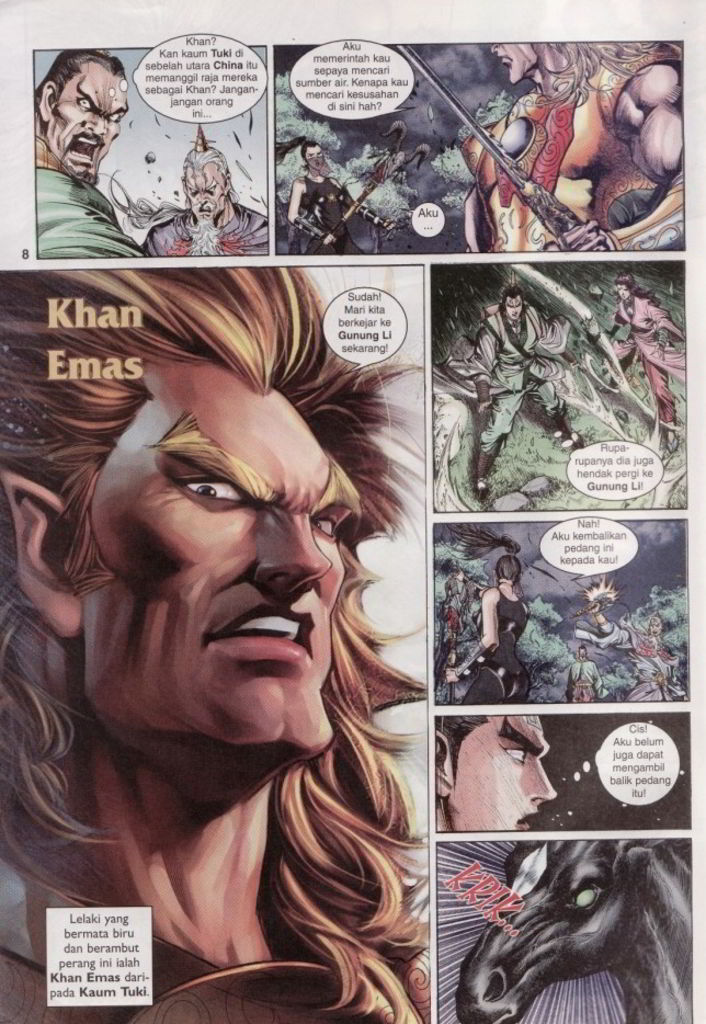 Khan?
Kan kaum Tuki di
sebelah utara China itu
memanggil raja mereka
sebagai Khan? Jangan-
jangan orang
ini...
Aku
memerintah kau
sepaya mencari
sumber air. Kenapa kau
mencari kesusahan
di sini hah?
Aku
...
8
Khan
Emas
Sudah!
Mari kita
berkejar ke
Gunung Li
sekarang!
Rupa-
rupanya dia juga
hendak pergi ke
Gunung Li!
Nah!
Aku kembalikan
pedang ini
kepada kau!
Cis!
Aku belum
juga dapat
mengambil
balik pedang
itu!
KRIK...
Lelaki yang
bermata biru
dan berambut
perang ini ialah
Khan Emas dari-
pada Kaum Tuki.